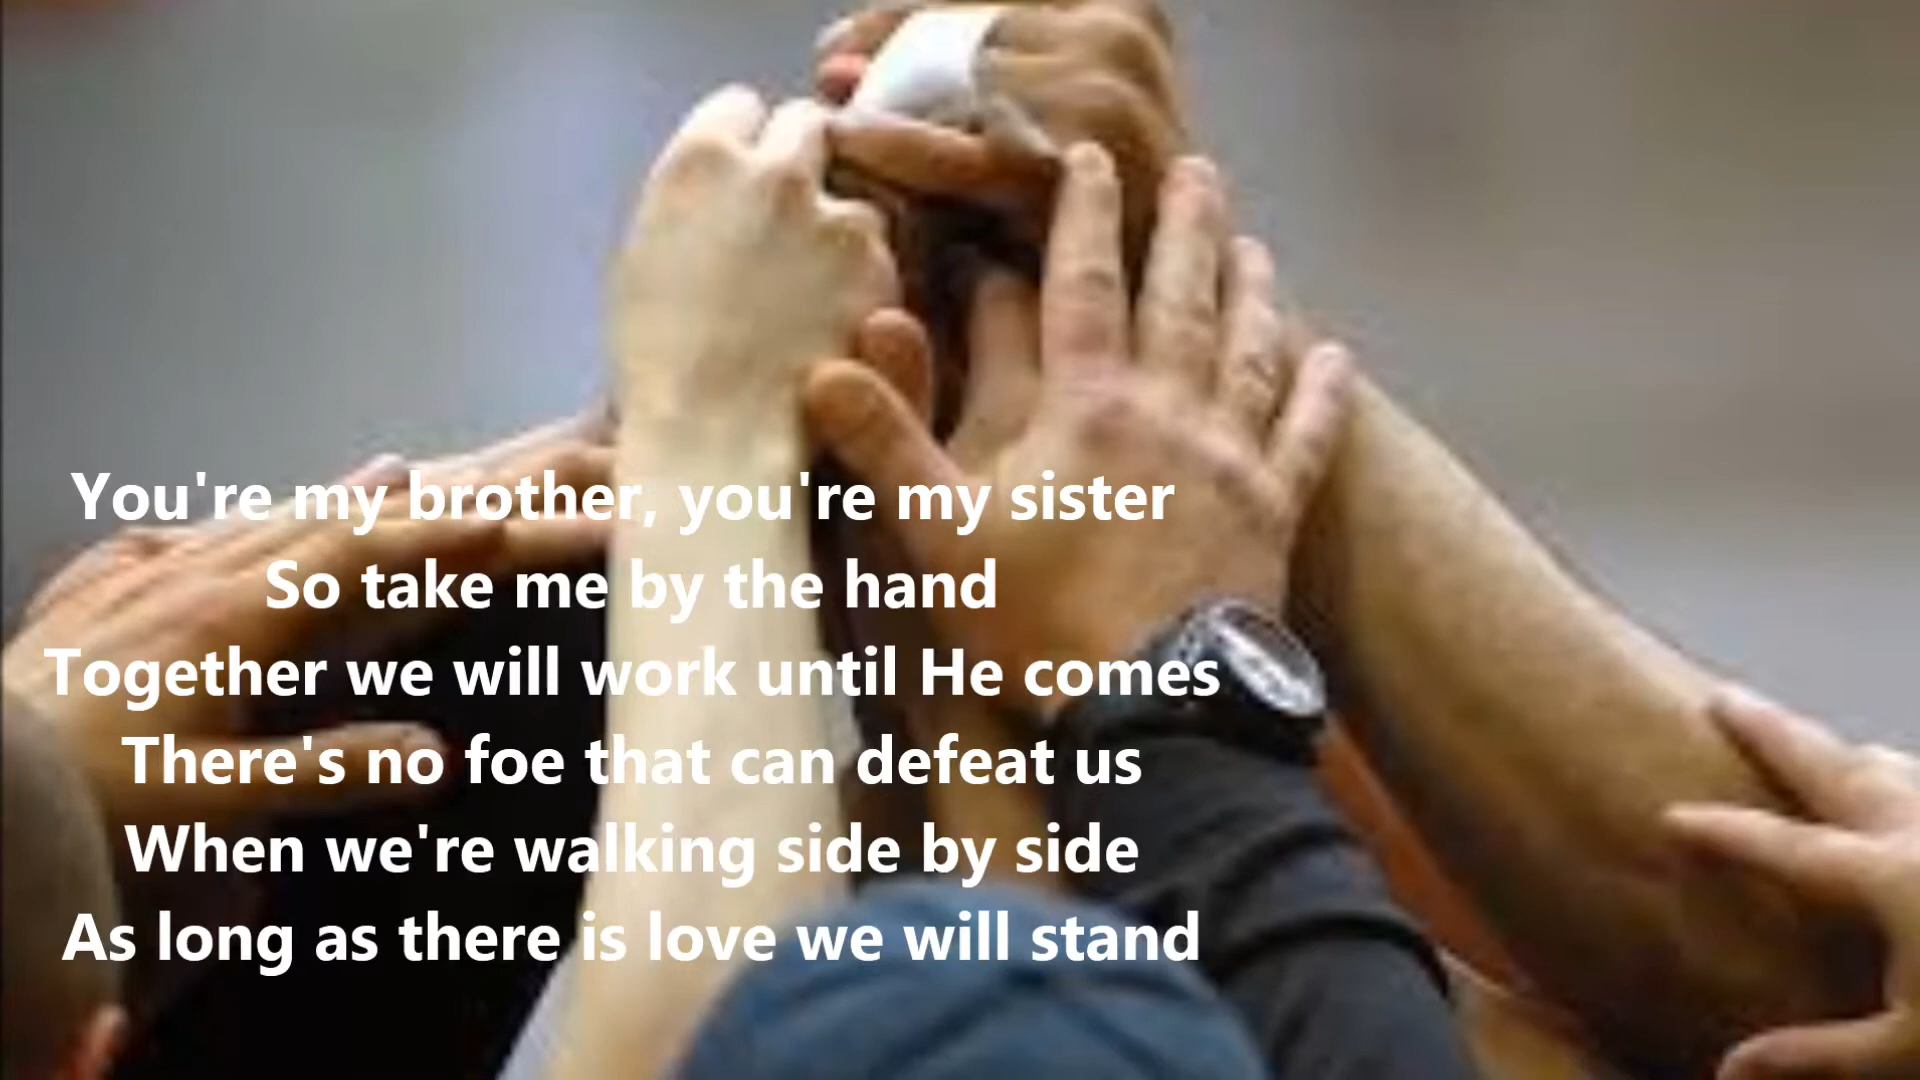 You're my brother, you're my sister
So take me by the hand
Together we will work until He comes
There's no foe that can defeat us
When we're walking side by side
As long as there is love we will stand